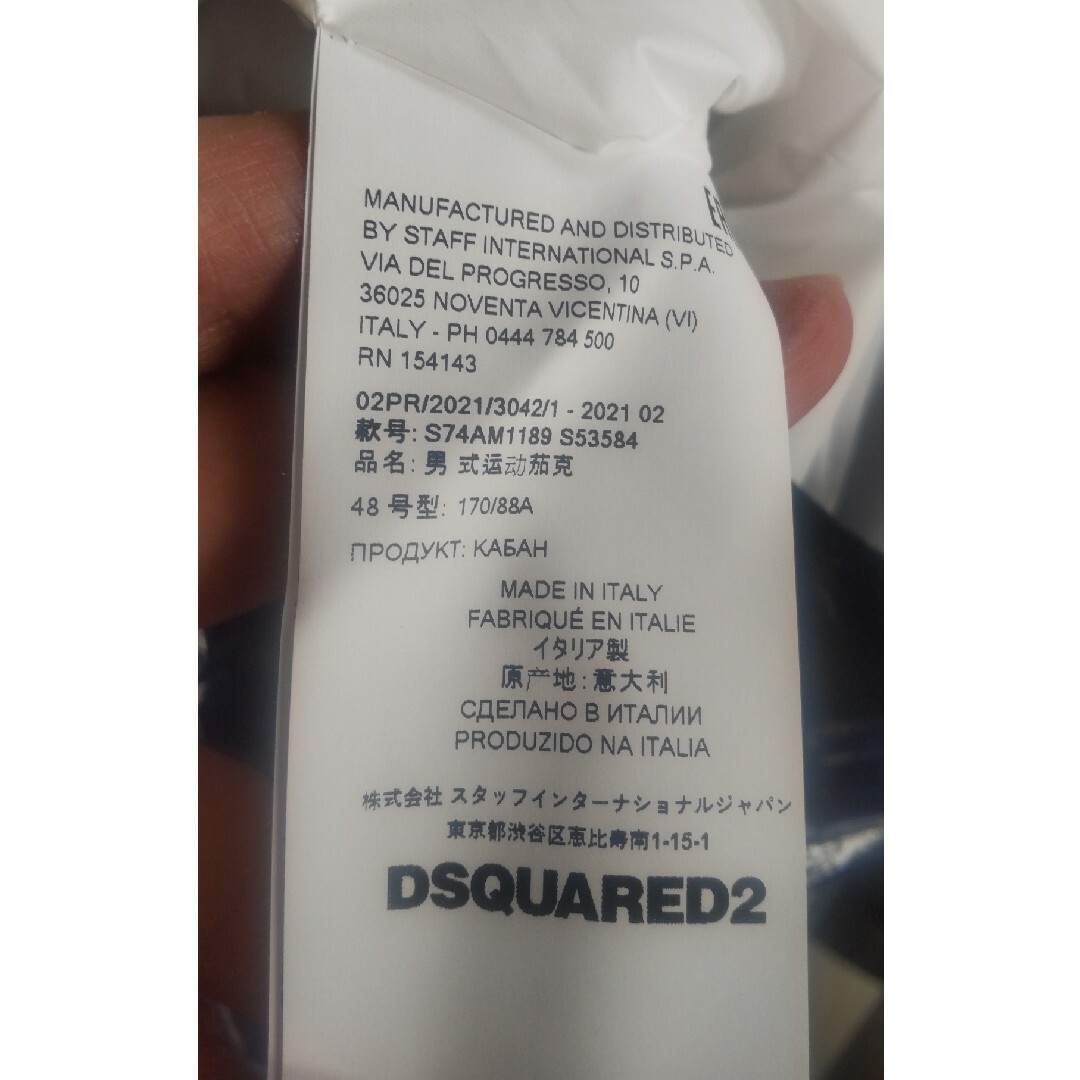 MANUFACTURED AND DISTRIBUTED
BY STAFF INTERNATIONAL S.P.A.
VIA DEL PROGRESSO, 10
36025 NOVENTA VICENTINA (VI)
ITALY - PH 0444 784 500
RN 154143
02PR/2021/3042/1 - 2021 02
款号: S74AM1189 S53584
品名: 男 式运动茄克
48 号型: 170/88A
ПРОДУКТ: КАБАН
MADE IN ITALY
FABRIQUÉ EN ITALIE
イタリア製
原产地: 意大利
СДЕЛАНО В ИТАЛИИ
PRODUZIDO NA ITALIA
株式会社 スタッフインターナショナルジャパン
東京都渋谷区恵比寿南1-15-1
DSQUARED2